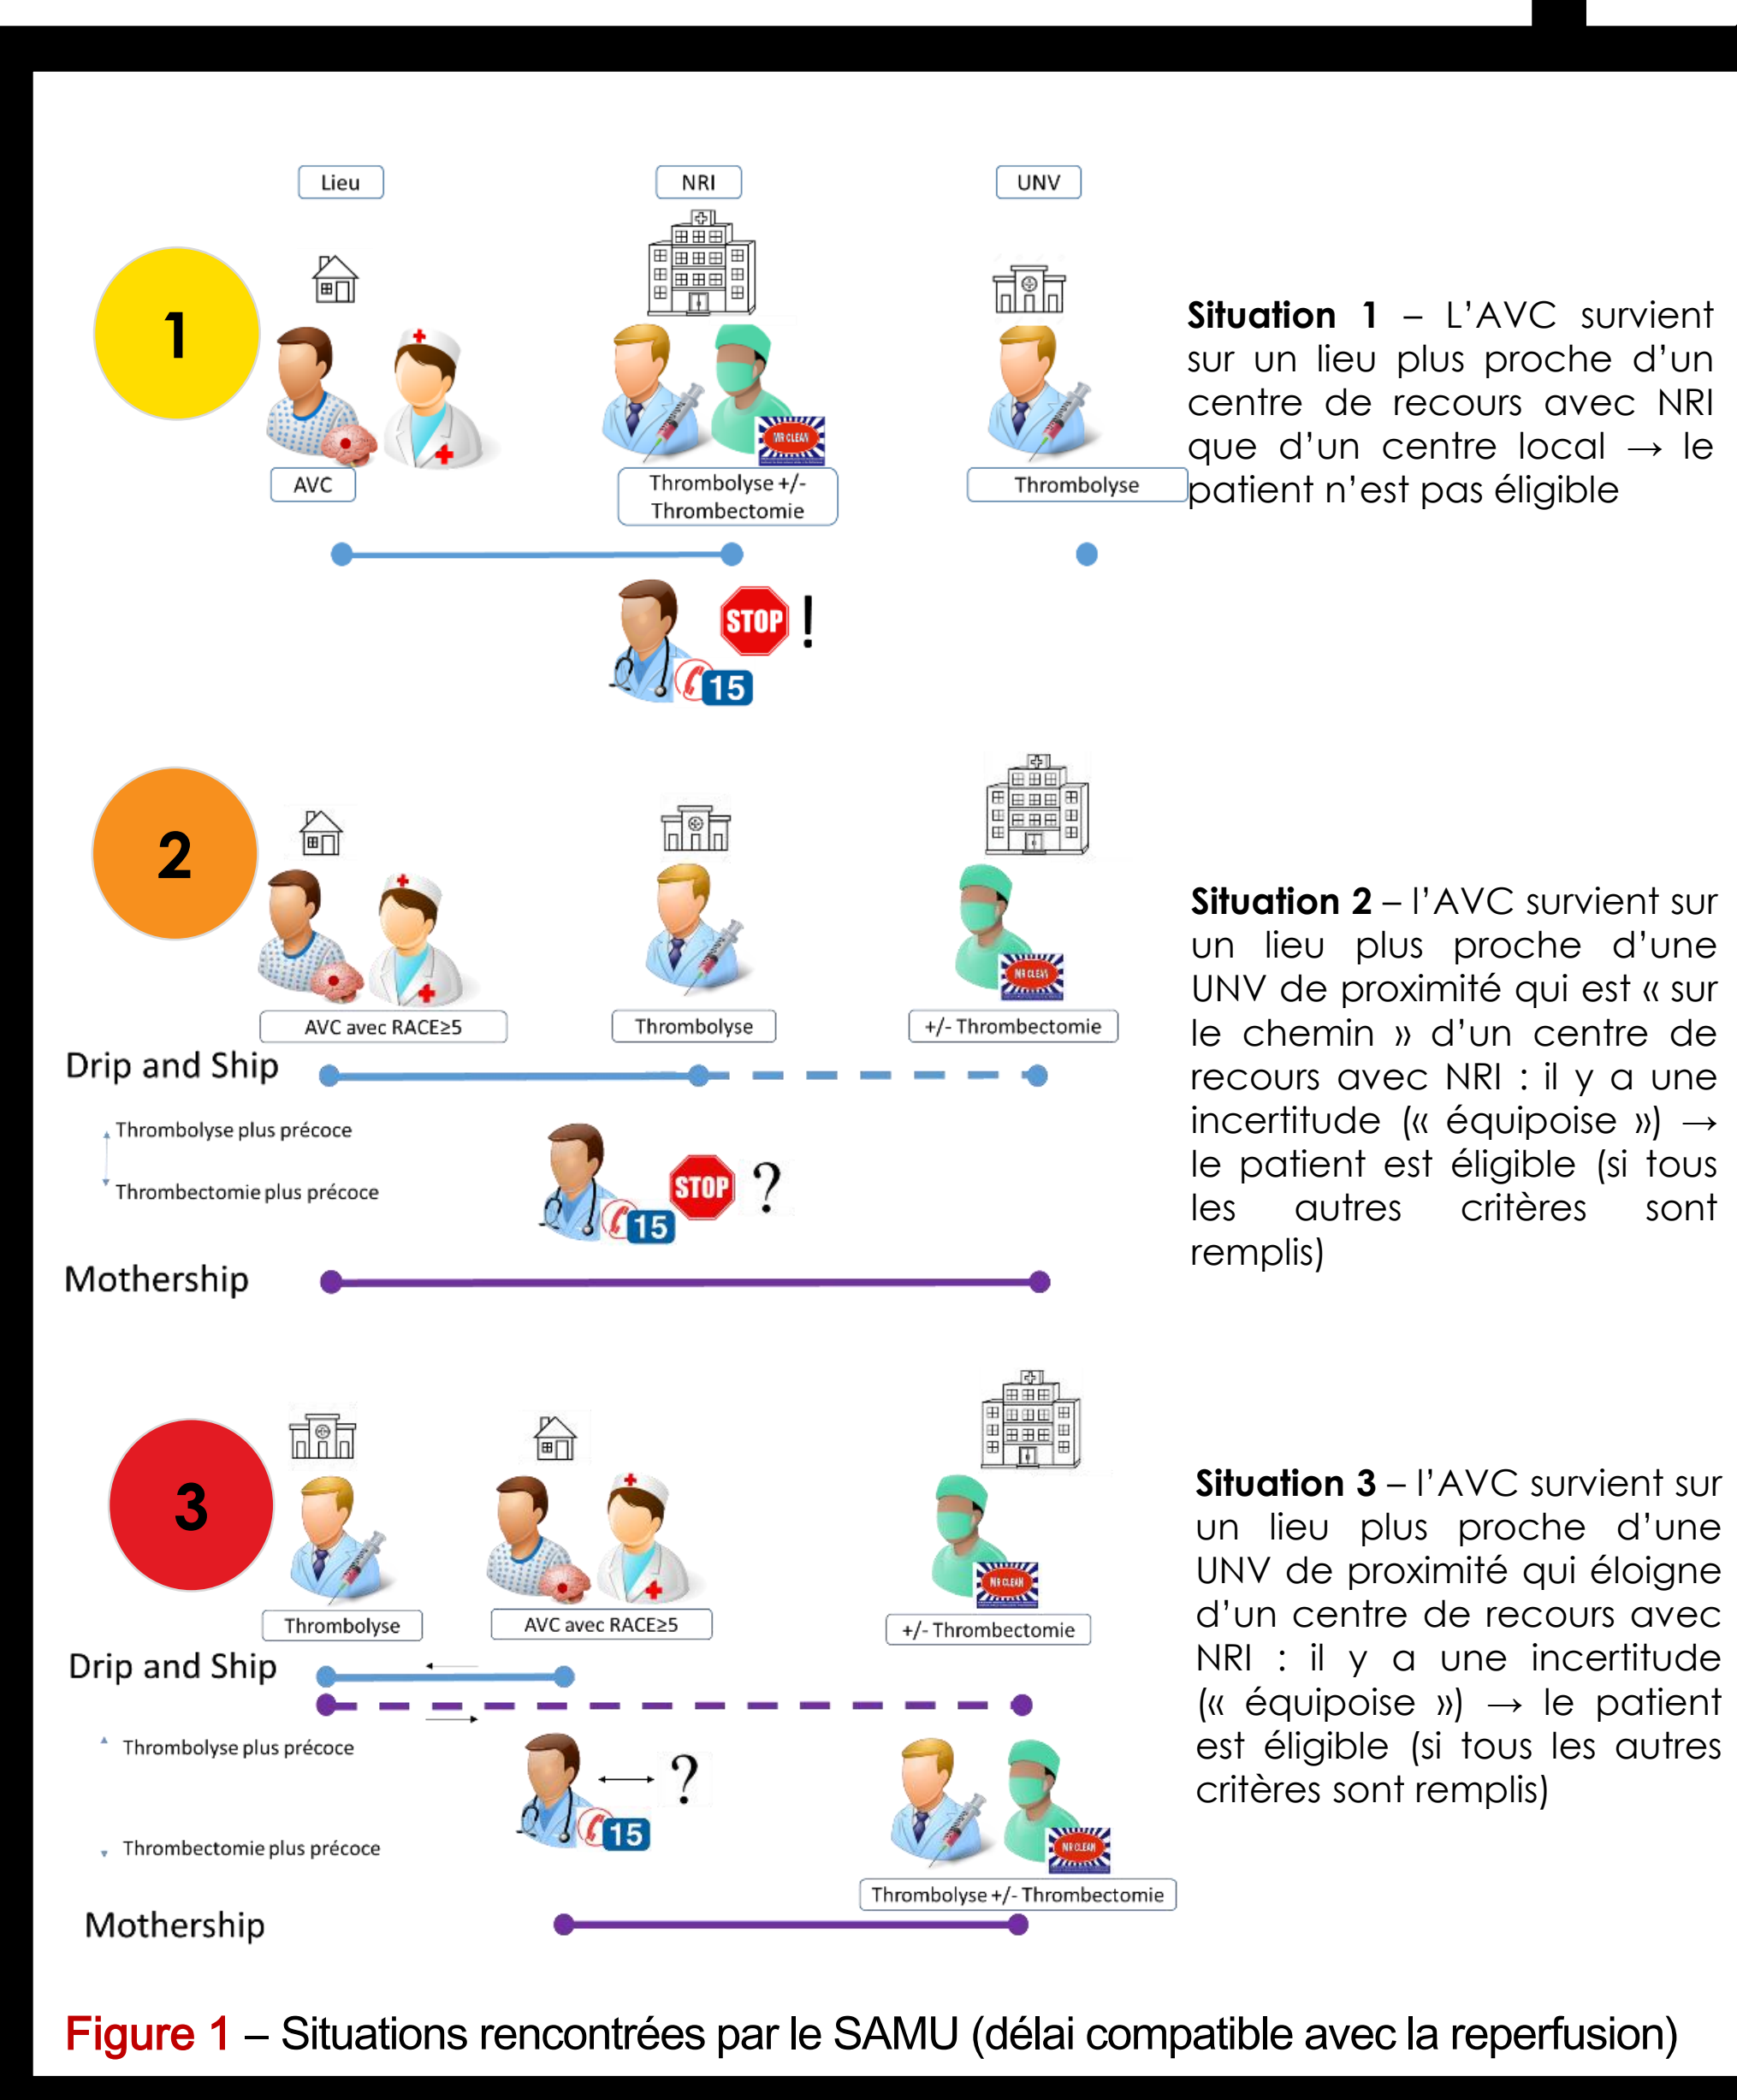 Lieu
NRI
UNV
1
MR CLEAN
AVC
Thrombolyse +/-
Thrombectomie
Thrombolyse
STOP
!
15
Situation 1 – L’AVC survient
sur un lieu plus proche d’un
centre de recours avec NRI
que d’un centre local → le
patient n’est pas éligible
2
MR CLEAN
AVC avec RACE≥5
Thrombolyse
+/- Thrombectomie
Drip and Ship
Thrombolyse plus précoce
Thrombectomie plus précoce
STOP
?
15
Mothership
Situation 2 – l’AVC survient sur
un lieu plus proche d’une
UNV de proximité qui est « sur
le chemin » d’un centre de
recours avec NRI : il y a une
incertitude (« équipoise ») →
le patient est éligible (si tous
les autres critères sont
remplis)
3
MR CLEAN
Thrombolyse
AVC avec RACE≥5
+/- Thrombectomie
Drip and Ship
Thrombolyse plus précoce
?
15
Thrombectomie plus précoce
MR CLEAN
Thrombolyse +/- Thrombectomie
Mothership
Situation 3 – l’AVC survient sur
un lieu plus proche d’une
UNV de proximité qui éloigne
d’un centre de recours avec
NRI : il y a une incertitude
(« équipoise ») → le patient
est éligible (si tous les autres
critères sont remplis)
Figure 1 – Situations rencontrées par le SAMU (délai compatible avec la reperfusion)